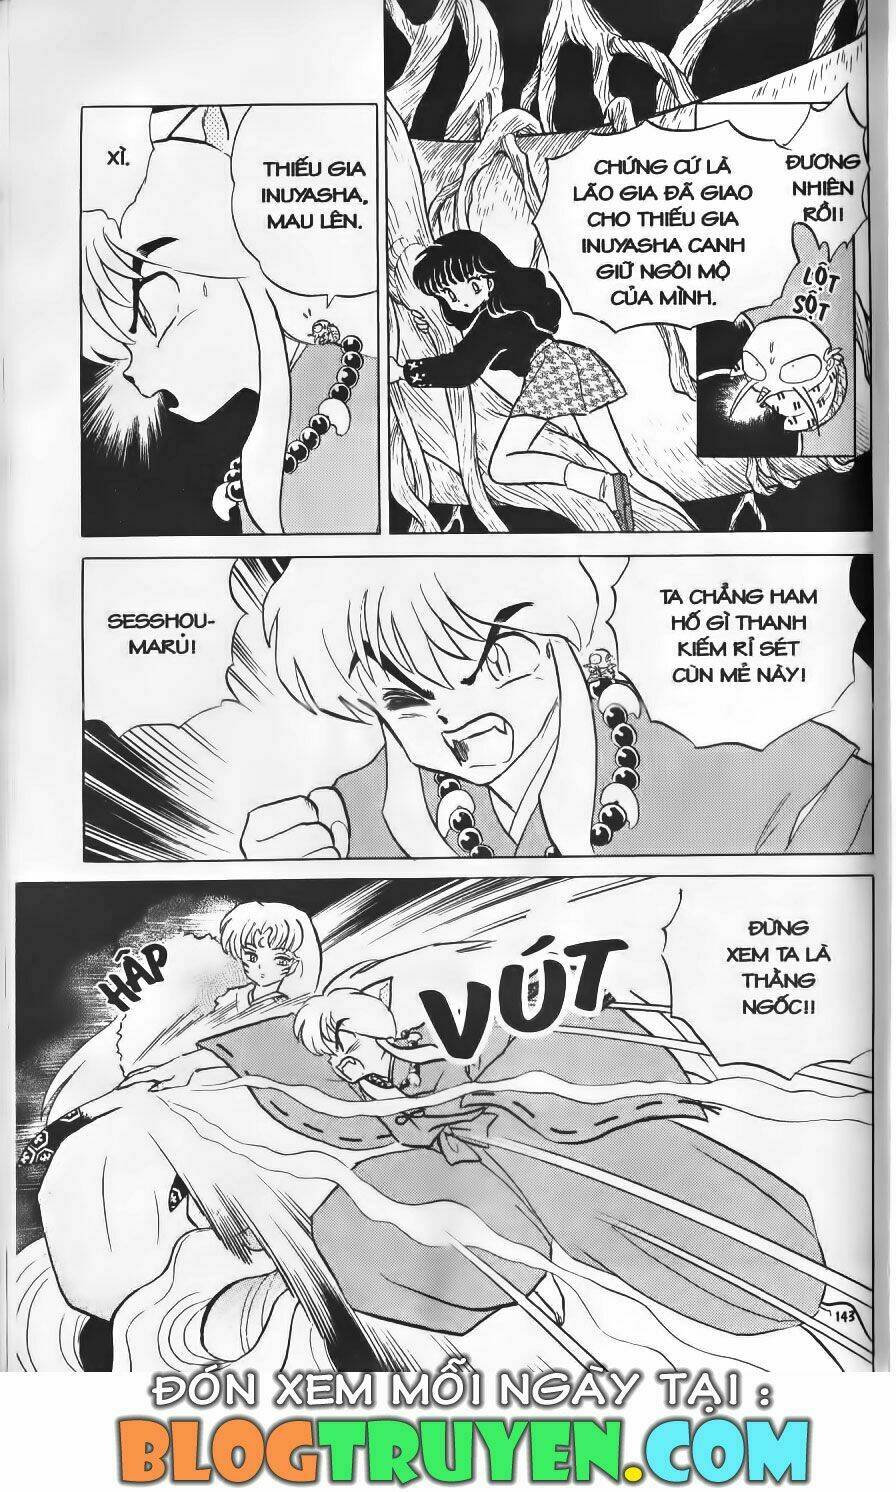 ĐƯƠNG
NHIÊN
RỒI!
CHỨNG CỨ LÀ
LÃO GIA ĐÃ GIAO
CHO THIẾU GIA
INUYASHA CANH
GIỮ NGÔI MỘ
CỦA MÌNH.
LỘT
SỘT
THIẾU GIA
INUYASHA,
MAU LÊN.
XÌ.
TA CHẲNG HAM
HỐ GÌ THANH
KIẾM RỈ SÉT
CÙN MẺ NÀY!
SESSHOU-
MARU!
ĐỪNG
XEM TA LÀ
THẰNG
NGỐC!!
VÚT
HẤP
143
ĐÓN XEM MỖI NGÀY TẠI :
BLOGTRUYEN.COM